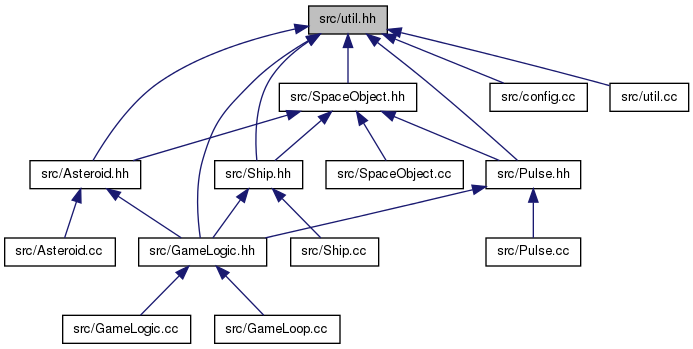 src/util.hh
src/SpaceObject.hh
src/config.cc
src/util.cc
src/Asteroid.hh
src/Ship.hh
src/SpaceObject.cc
src/Pulse.hh
src/Asteroid.cc
src/GameLogic.hh
src/Ship.cc
src/Pulse.cc
src/GameLogic.cc
src/GameLoop.cc